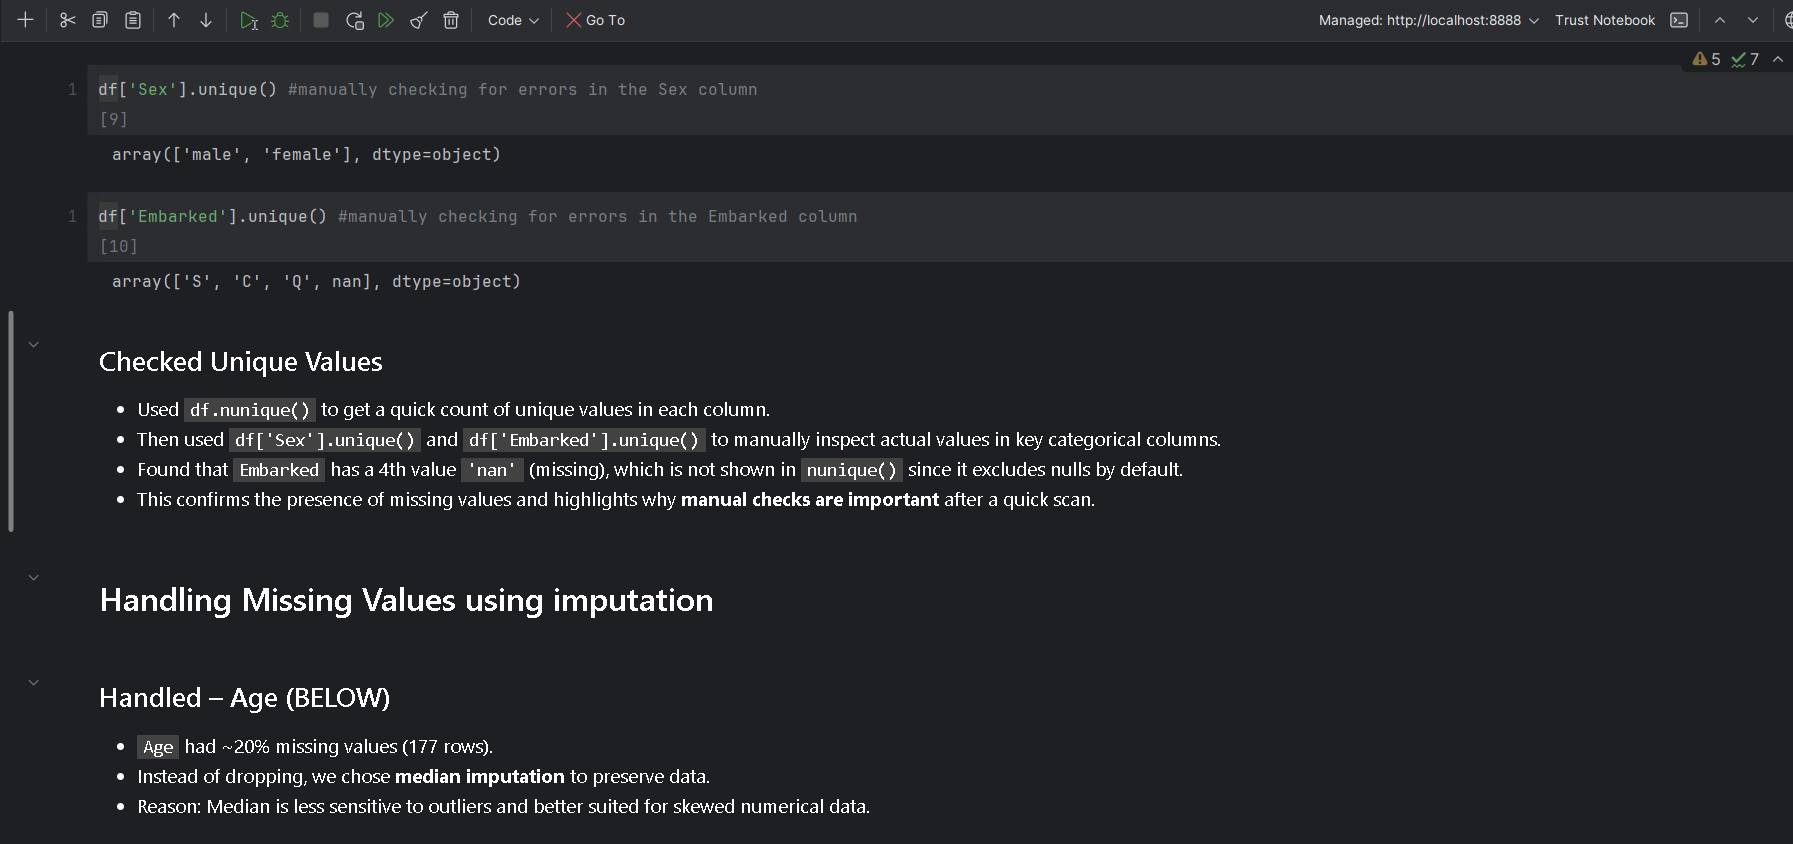 Code
Go To
Managed: http://localhost:8888
Trust Notebook
5 7
1 df['Sex'].unique() #manually checking for errors in the Sex column
[9]
array(['male', 'female'], dtype=object)
1 df['Embarked'].unique() #manually checking for errors in the Embarked column
[10]
array(['S', 'C', 'Q', nan], dtype=object)
Checked Unique Values
• Used df.nunique() to get a quick count of unique values in each column.
• Then used df['Sex'].unique() and df['Embarked'].unique() to manually inspect actual values in key categorical columns.
• Found that Embarked has a 4th value 'nan' (missing), which is not shown in nunique() since it excludes nulls by default.
• This confirms the presence of missing values and highlights why manual checks are important after a quick scan.
Handling Missing Values using imputation
Handled – Age (BELOW)
• Age had ~20% missing values (177 rows).
• Instead of dropping, we chose median imputation to preserve data.
• Reason: Median is less sensitive to outliers and better suited for skewed numerical data.